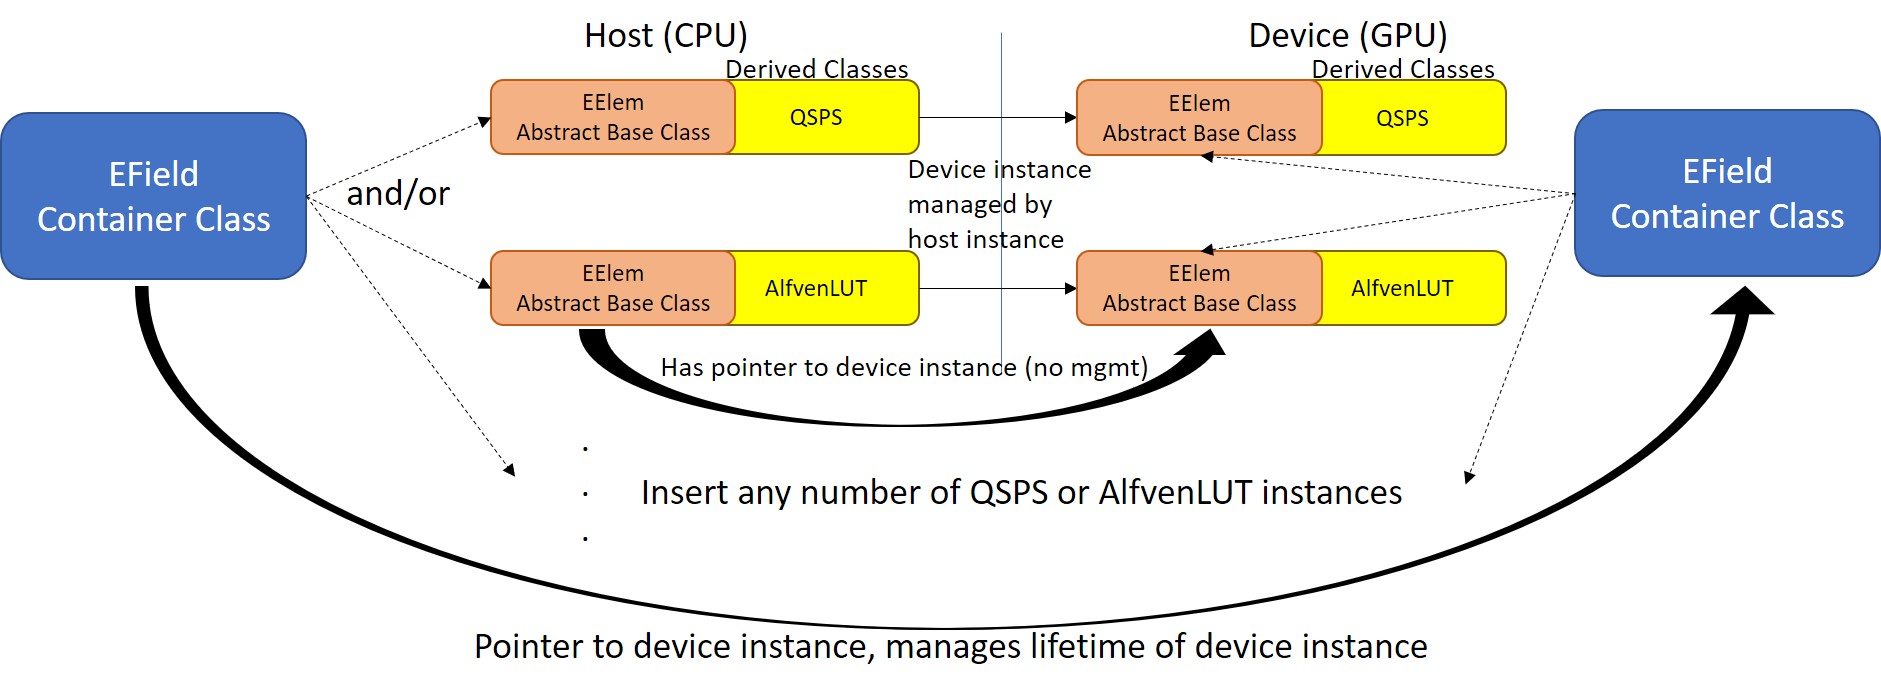 Host (CPU)
Device (GPU)
Derived Classes
Derived Classes
EElem
Abstract Base Class
QSPS
EElem
Abstract Base Class
QSPS
EField
Container Class
and/or
Device instance
managed by
host instance
EField
Container Class
EElem
Abstract Base Class
AlfvenLUT
EElem
Abstract Base Class
AlfvenLUT
Has pointer to device instance (no mgmt)
.
.
Insert any number of QSPS or AlfvenLUT instances
.
Pointer to device instance, manages lifetime of device instance